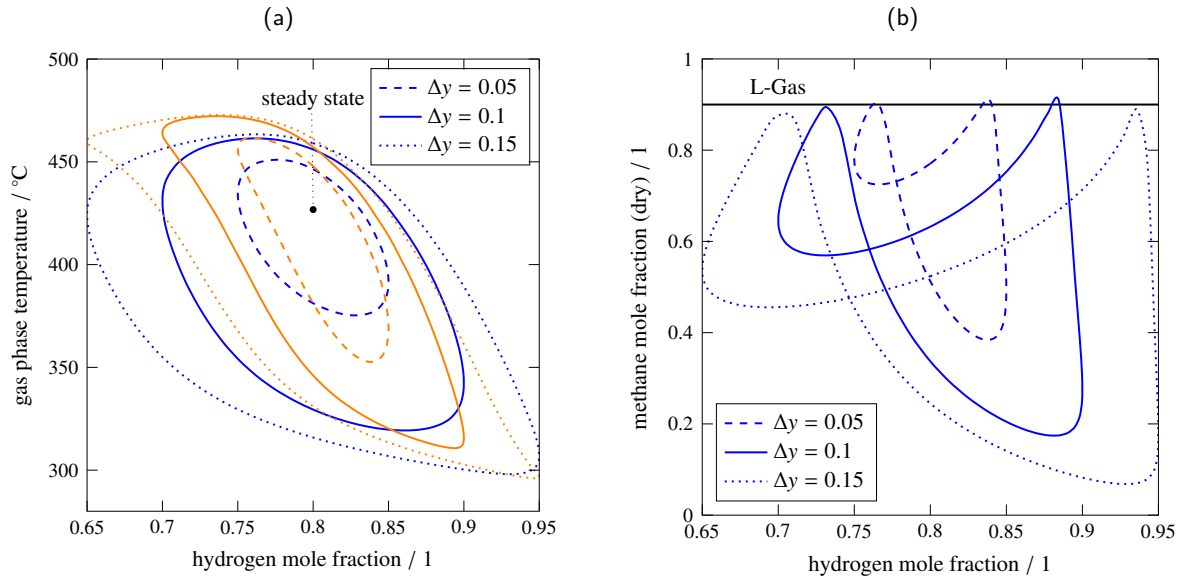 (a)
500
450
400
350
300
gas phase temperature / °C
steady state
Δy = 0.05
Δy = 0.1
Δy = 0.15
0.65 0.7 0.75 0.8 0.85 0.9 0.95
hydrogen mole fraction / 1
(b)
1
0.8
0.6
0.4
0.2
0
methane mole fraction (dry) / 1
L-Gas
Δy = 0.05
Δy = 0.1
Δy = 0.15
0.65 0.7 0.75 0.8 0.85 0.9 0.95
hydrogen mole fraction / 1